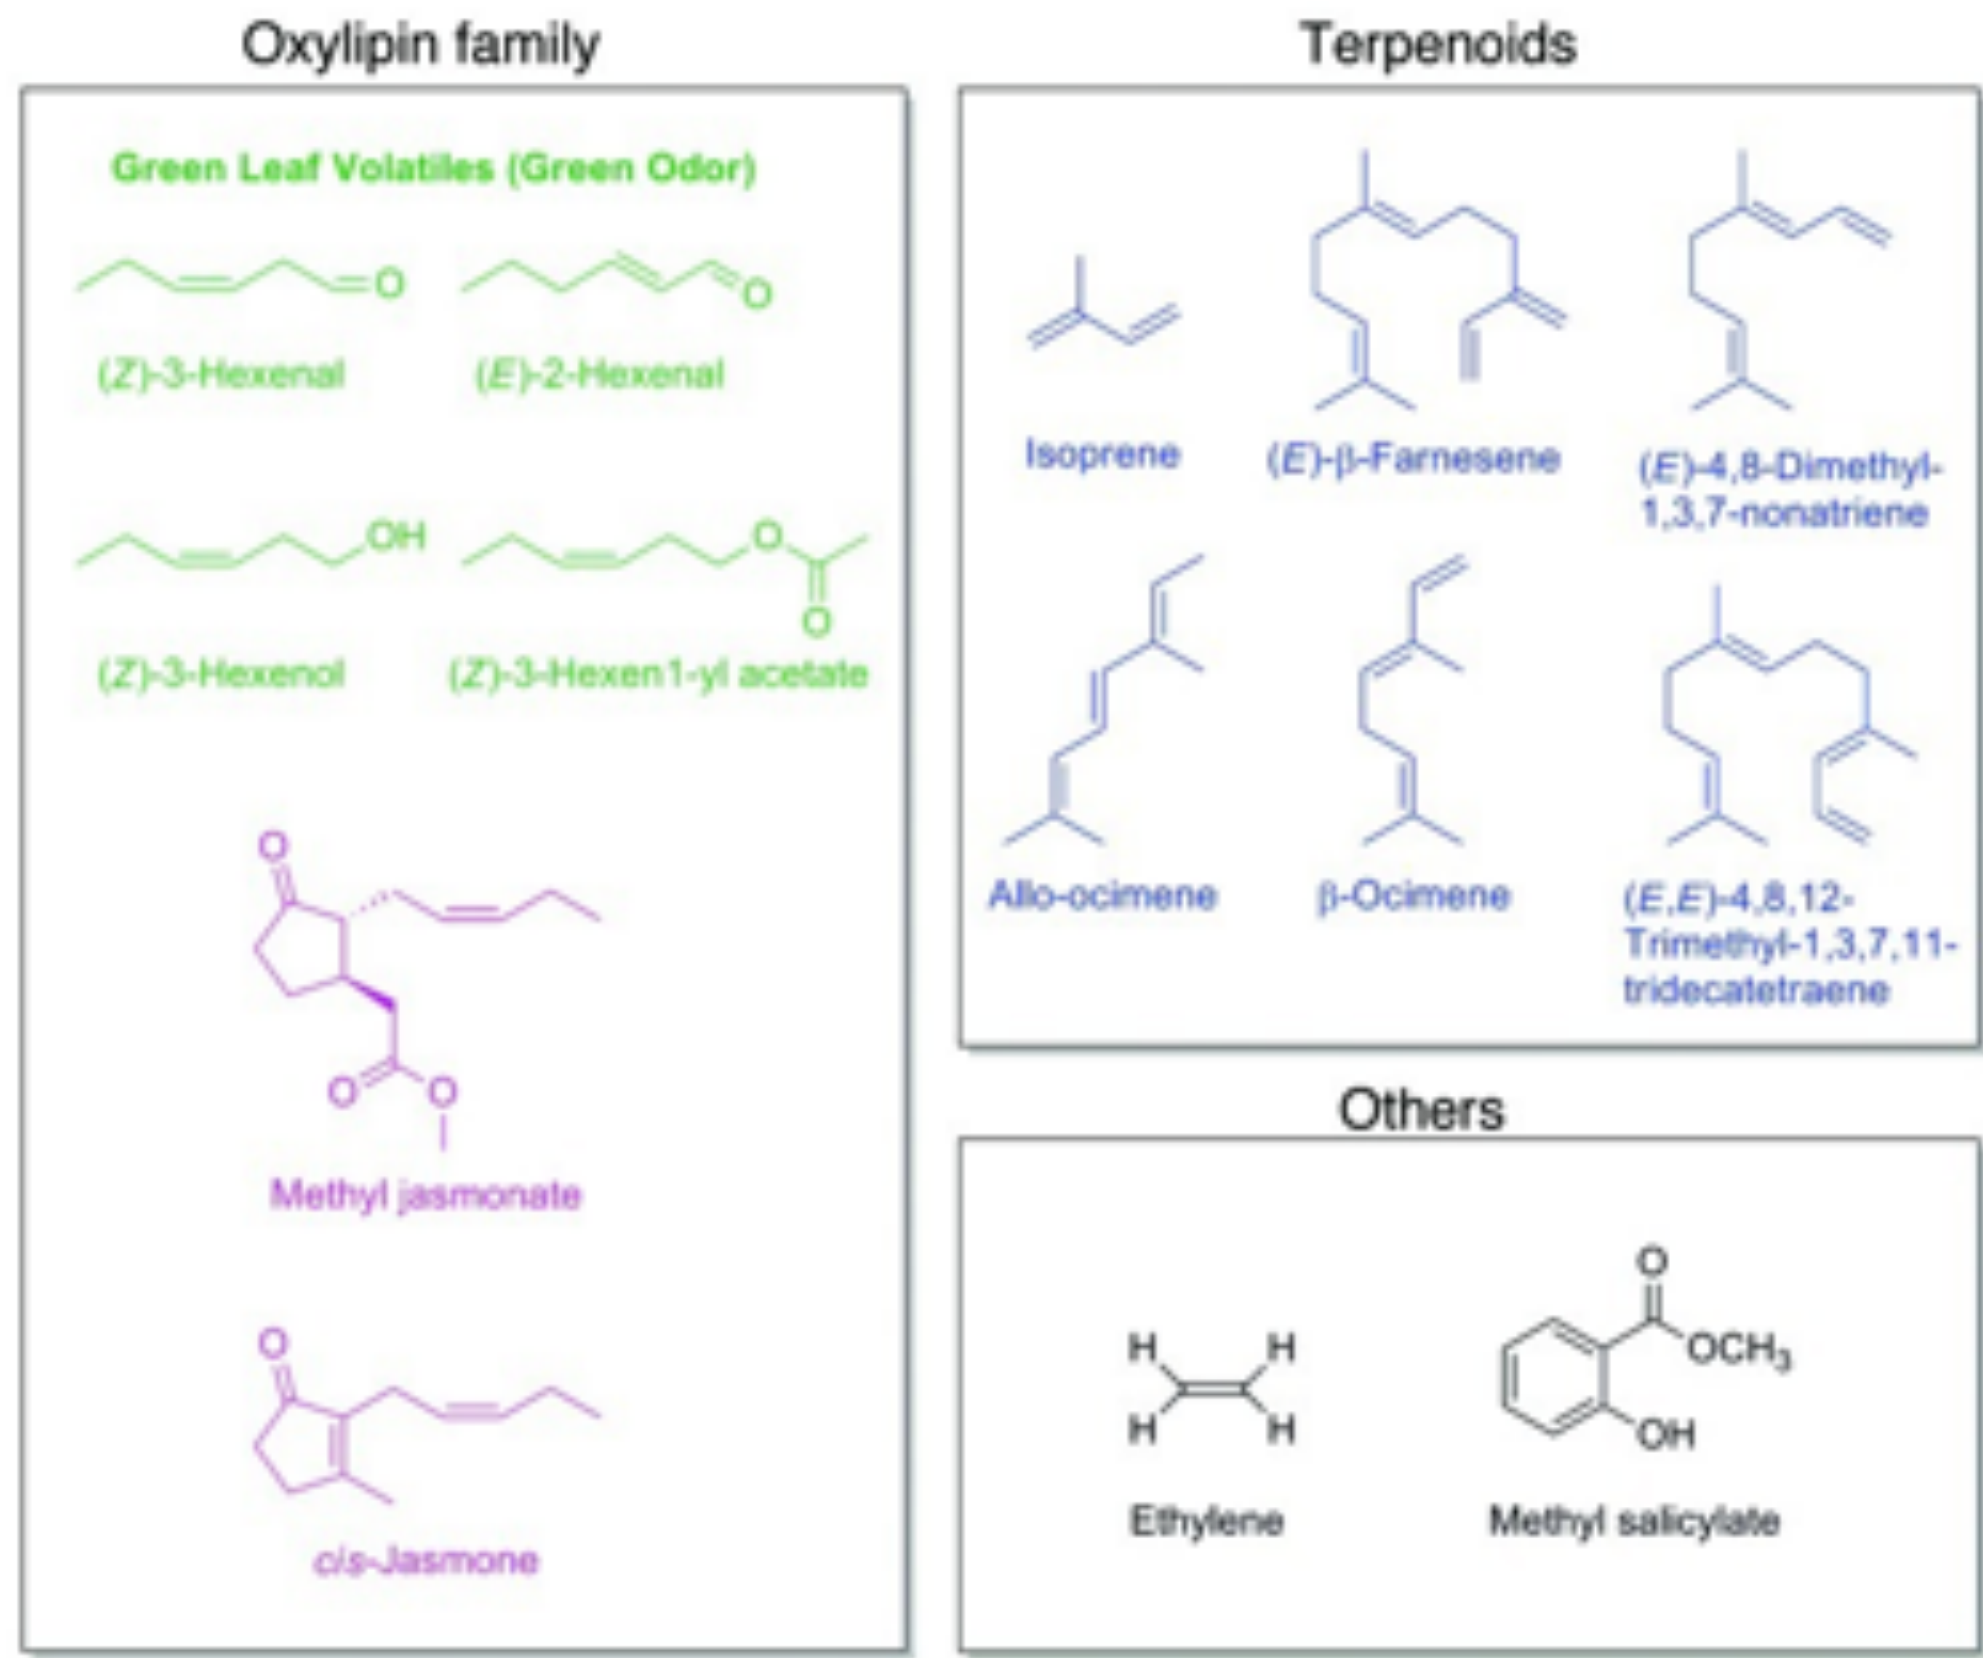 Oxylipin family
Green Leaf Volatiles (Green Odor)
O
O
(Z)-3-Hexenal
(E)-2-Hexenal
OH
O
O
(Z)-3-Hexenol
(Z)-3-Hexen1-yl acetate
O
O
O
Methyl jasmonate
O
cis-Jasmone
Terpenoids
Isoprene
(E)-β-Farnesene
(E)-4,8-Dimethyl-
1,3,7-nonatriene
Allo-ocimene
β-Ocimene
(E,E)-4,8,12-
Trimethyl-1,3,7,11-
tridecatetraene
Others
H
H
H
H
Ethylene
O
OCH3
OH
Methyl salicylate